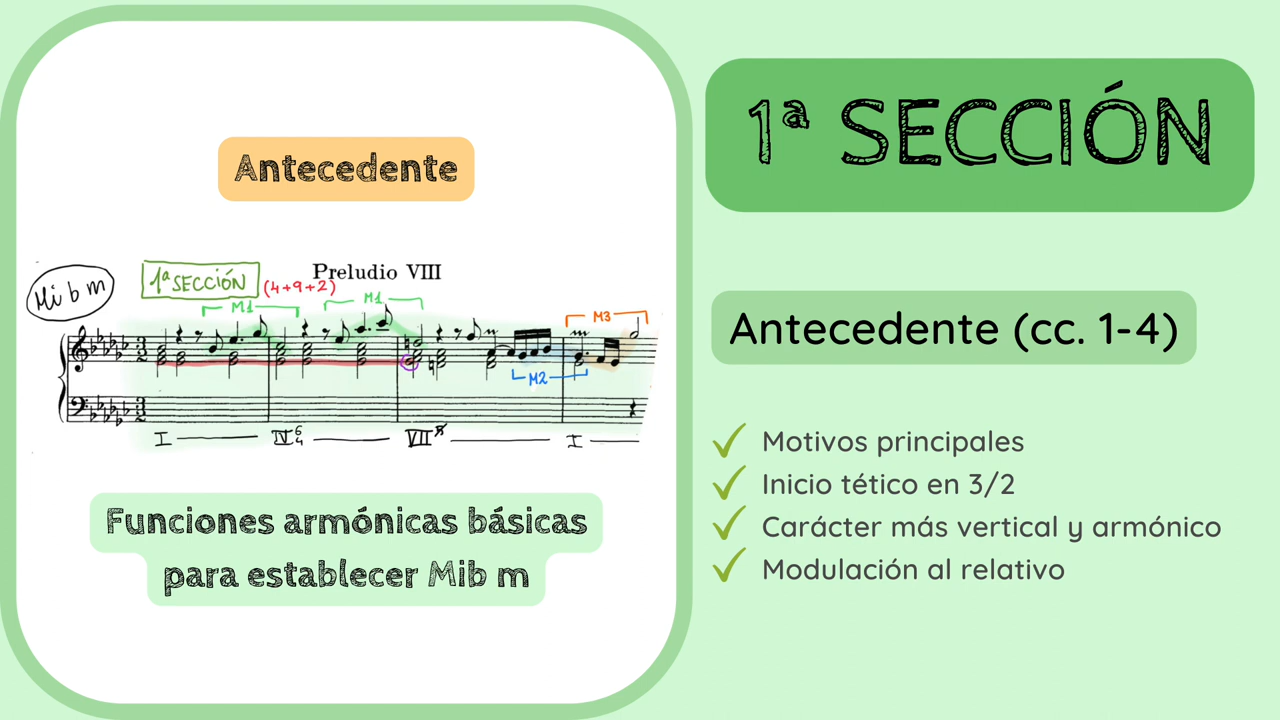 Antecedente
Mi b m
1ª SECCIÓN
Preludio VIII
(4+9+2)
M1
M1
M3
M2
I
IV 6 4
VII
I
Funciones armónicas básicas
para establecer Mib m
1ª SECCIÓN
Antecedente (cc. 1-4)
Motivos principales
Inicio tético en 3/2
Carácter más vertical y armónico
Modulación al relativo